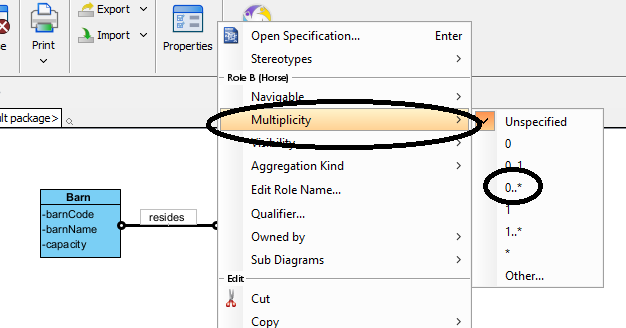 Export
Import
Print
Properties
Open Specification... Enter
Stereotypes
Role B (Horse)
Navigable
Multiplicity
Visibility
Aggregation Kind
Edit Role Name...
Qualifier...
Owned by
Sub Diagrams
Edit
Cut
Copy
Unspecified
0
0..1
0..*
1
1..*
*
Other...
ult package>
Barn
-barnCode
-barnName
-capacity
resides